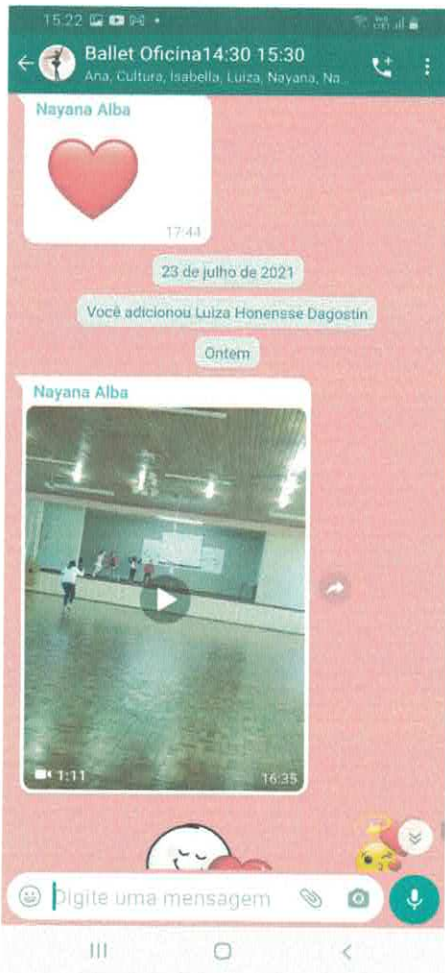 15:22
Ballet Oficina14:30 15:30
Ana, Cultura, Isabella, Luiza, Nayana, Na...
Nayana Alba
17:44
23 de julho de 2021
Você adicionou Luiza Honensse Dagostin
Ontem
Nayana Alba
1:11
16:35
Digite uma mensagem